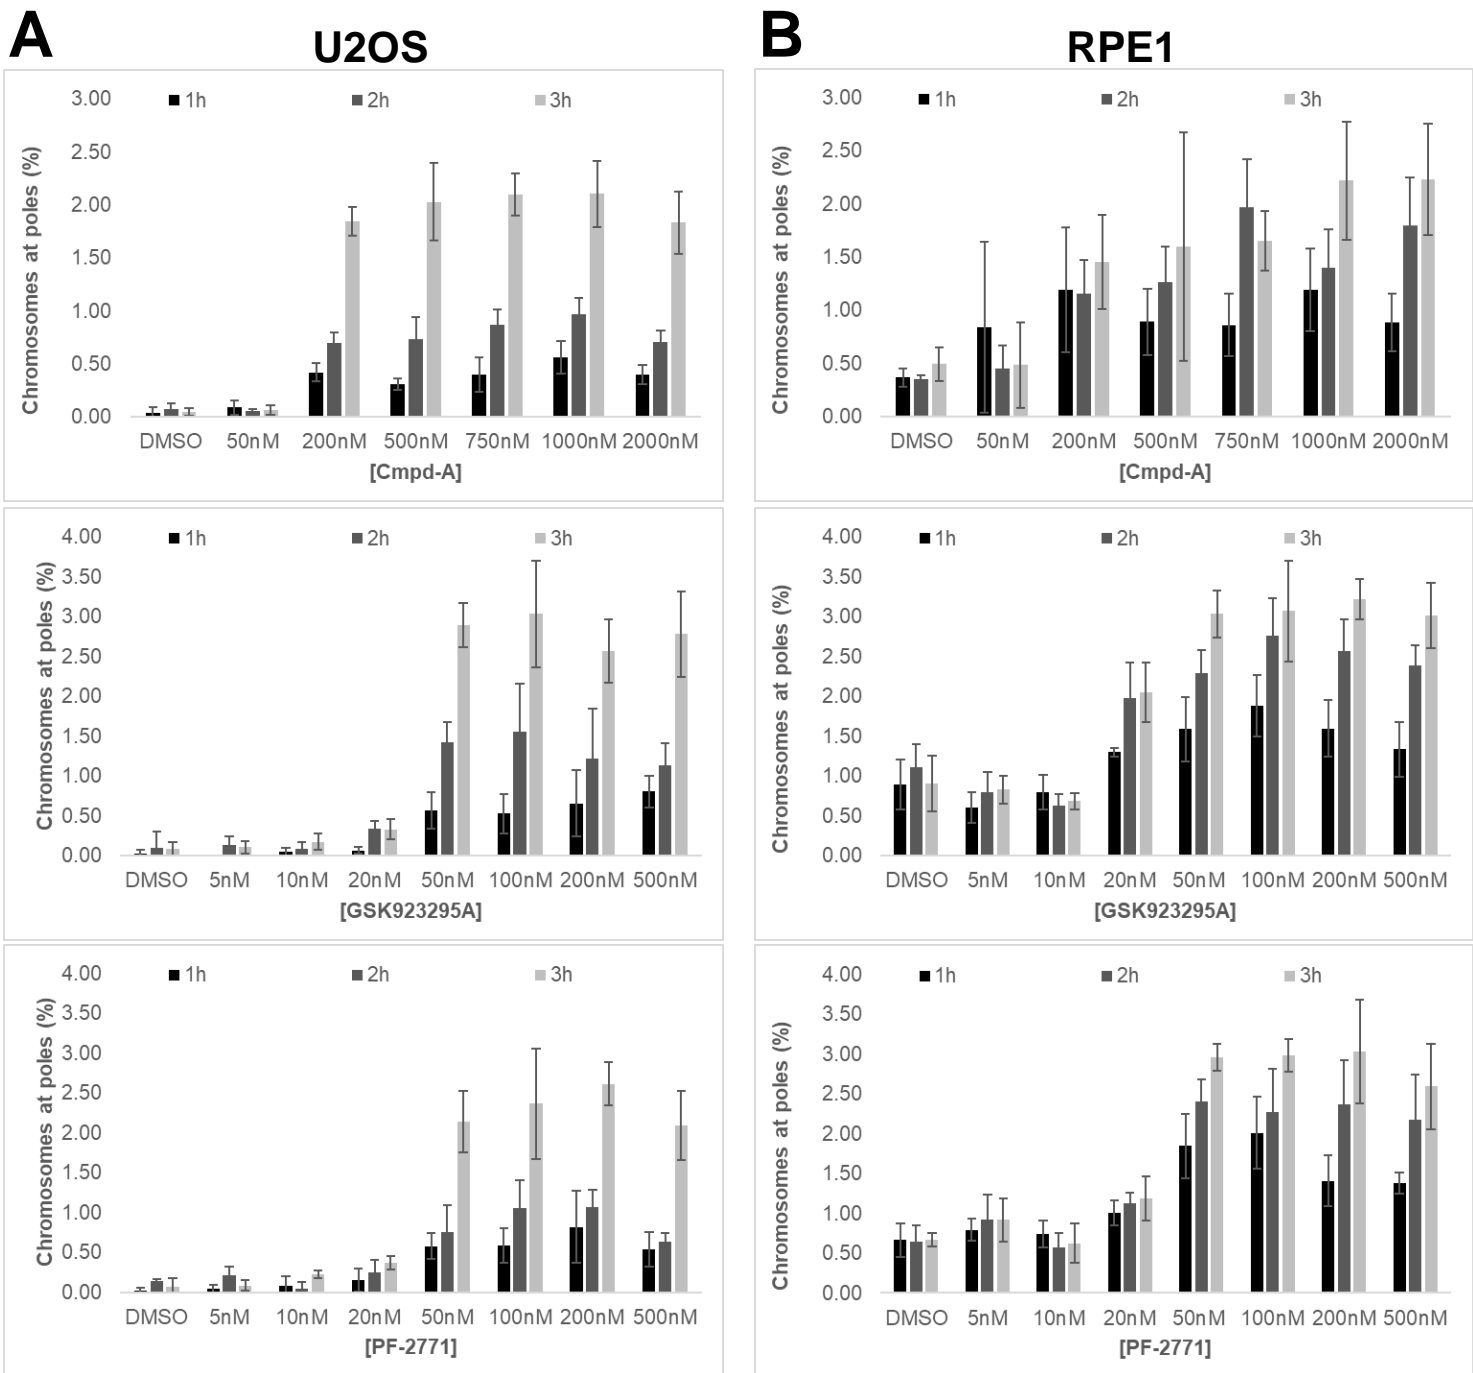 A
U2OS
3.00
2.50
2.00
1.50
1.00
0.50
0.00
Chromosomes at poles (%)
1h 2h 3h
DMSO 50nM 200nM 500nM 750nM 1000nM 2000nM
[Cmpd-A]
4.00
3.50
3.00
2.50
2.00
1.50
1.00
0.50
0.00
Chromosomes at poles (%)
1h 2h 3h
DMSO 5nM 10nM 20nM 50nM 100nM 200nM 500nM
[GSK923295A]
4.00
3.50
3.00
2.50
2.00
1.50
1.00
0.50
0.00
Chromosomes at poles (%)
1h 2h 3h
DMSO 5nM 10nM 20nM 50nM 100nM 200nM 500nM
[PF-2771]
B
RPE1
3.00
2.50
2.00
1.50
1.00
0.50
0.00
Chromosomes at poles (%)
1h 2h 3h
DMSO 50nM 200nM 500nM 750nM 1000nM 2000nM
[Cmpd-A]
4.00
3.50
3.00
2.50
2.00
1.50
1.00
0.50
0.00
Chromosomes at poles (%)
1h 2h 3h
DMSO 5nM 10nM 20nM 50nM 100nM 200nM 500nM
[GSK923295A]
4.00
3.50
3.00
2.50
2.00
1.50
1.00
0.50
0.00
Chromosomes at poles (%)
1h 2h 3h
DMSO 5nM 10nM 20nM 50nM 100nM 200nM 500nM
[PF-2771]